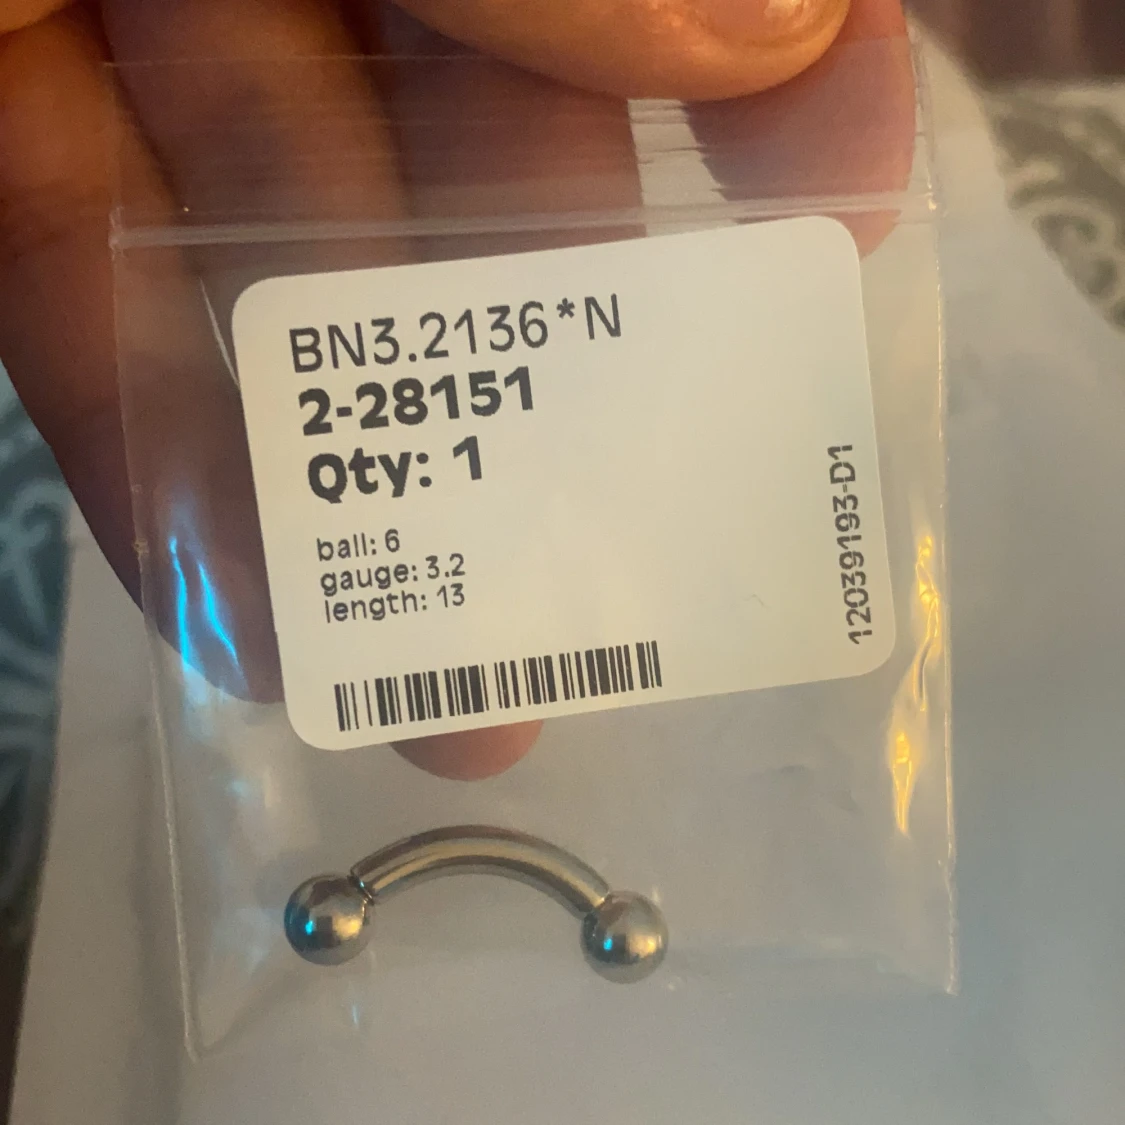 BN3.2136*N
2-28151
Qty: 1
ball: 6
gauge: 3.2
length: 13
12039193-D1